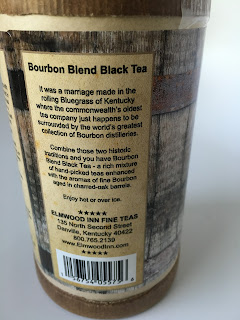 Bourbon Blend Black Tea
It was a marriage made in the
rolling Bluegrass of Kentucky
where the commonwealth's oldest
tea company just happens to be
surrounded by the world's greatest
collection of Bourbon distilleries.
Combine those two historic
traditions and you have Bourbon
Blend Black Tea - a rich mixture
of hand-picked teas enhanced
with the aromas of fine Bourbon
aged in charred-oak barrels.
Enjoy hot or over ice.
★★★★★
ELMWOOD INN FINE TEAS
135 North Second Street
Danville, Kentucky 40422
800.765.2139
www.ElmwoodInn.com
★★★★★